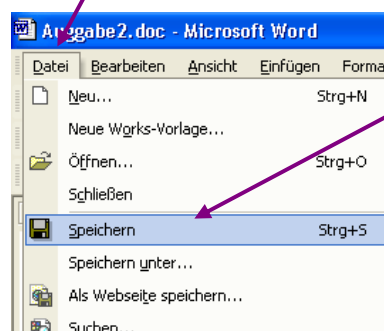 Auggabe2.doc - Microsoft Word
Datei Bearbeiten Ansicht Einfügen Forma
Neu... Strg+N
Neue Works-Vorlage...
Öffnen... Strg+O
Schließen
Speichern Strg+S
Speichern unter...
Als Webseite speichern...
Suchen...